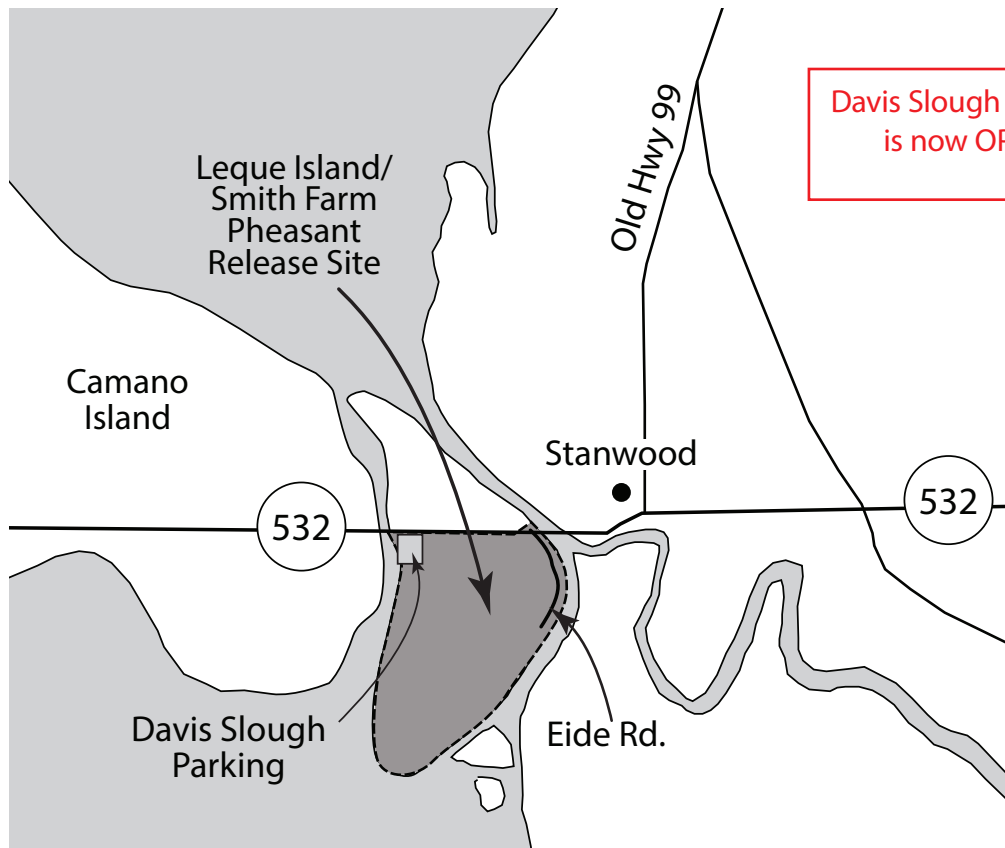 Old Hwy 99
Davis Slough
is now
Leque Island/
Smith Farm
Pheasant
Release Site
Camano
Island
Stanwood
532
532
Davis Slough
Parking
Eide Rd.